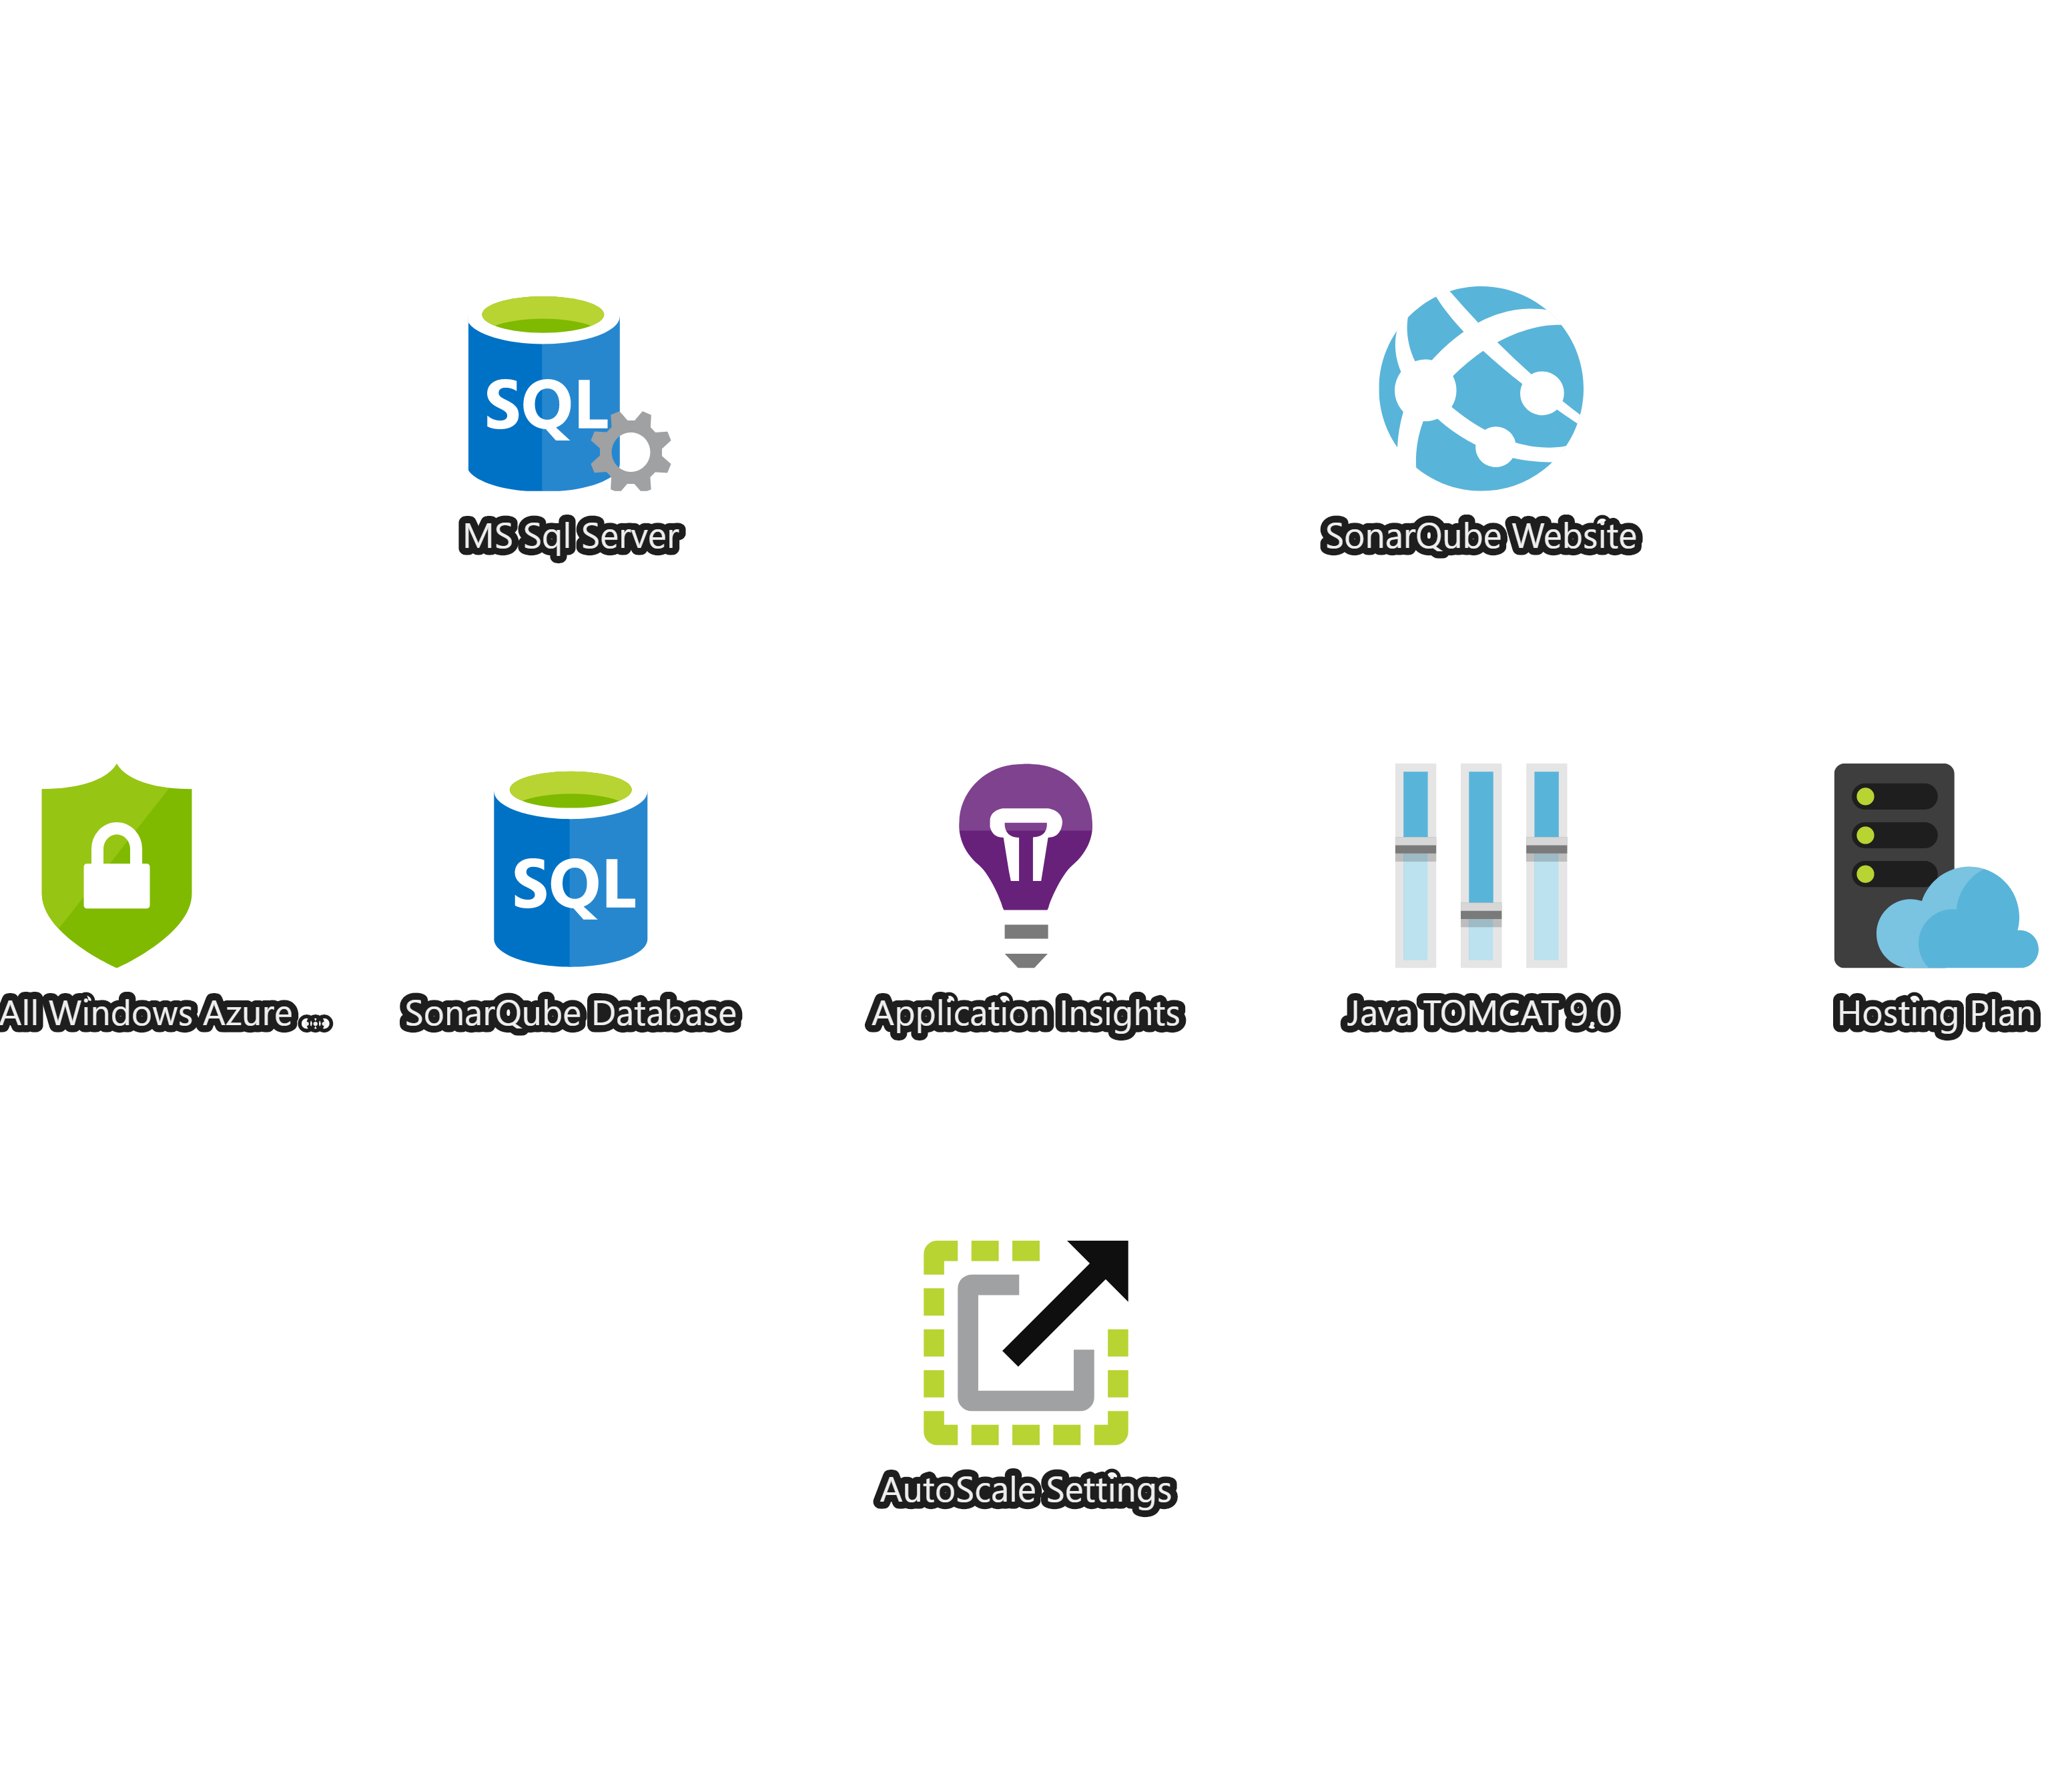 SQL
MS Sql Server
SonarQube Website
SQL
All Windows Azure ...
SonarQube Database
Application Insights
Java TOMCAT 9.0
Hosting Plan
AutoScale Settings